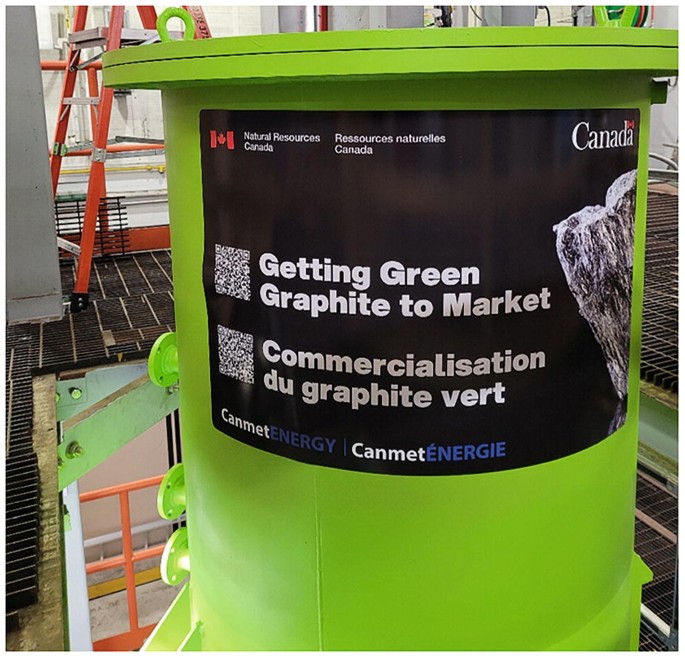 Natural Resources
Canada
Ressources naturelles
Canada
Canada
Getting Green
Graphite to Market
Commercialisation
du graphite vert
CanmetENERGY | CanmetÉNERGIE